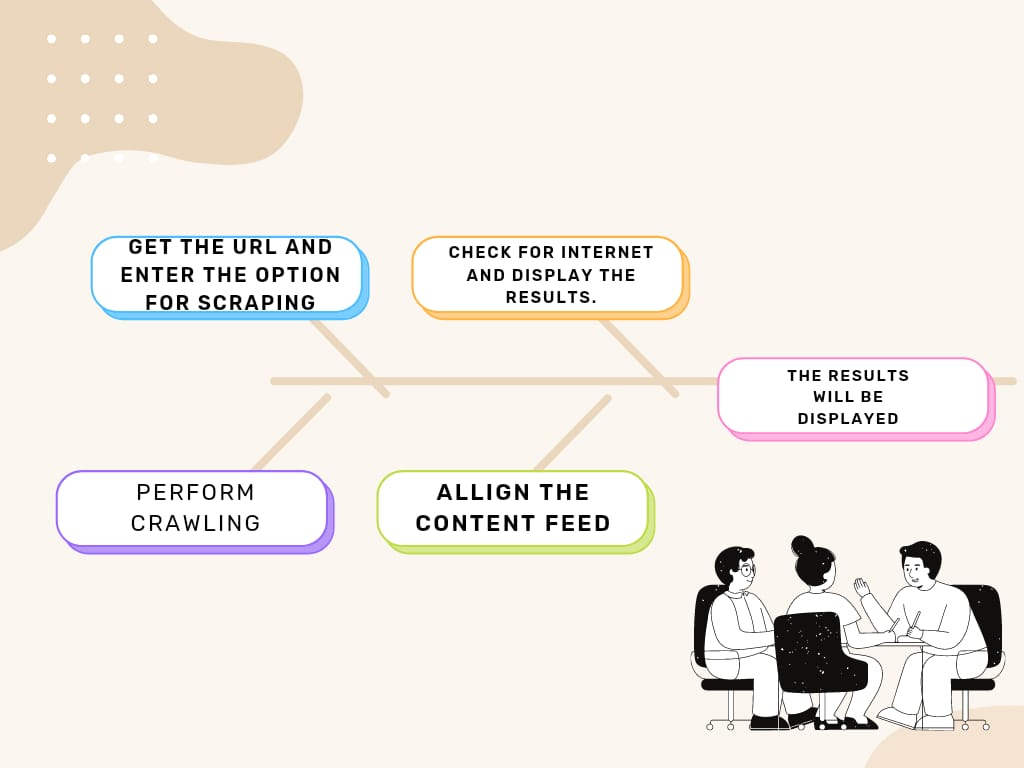 GET THE URL AND
ENTER THE OPTION
FOR SCRAPING
CHECK FOR INTERNET
AND DISPLAY THE
RESULTS.
THE RESULTS
WILL BE
DISPLAYED
PERFORM
CRAWLING
ALLIGN THE
CONTENT FEED